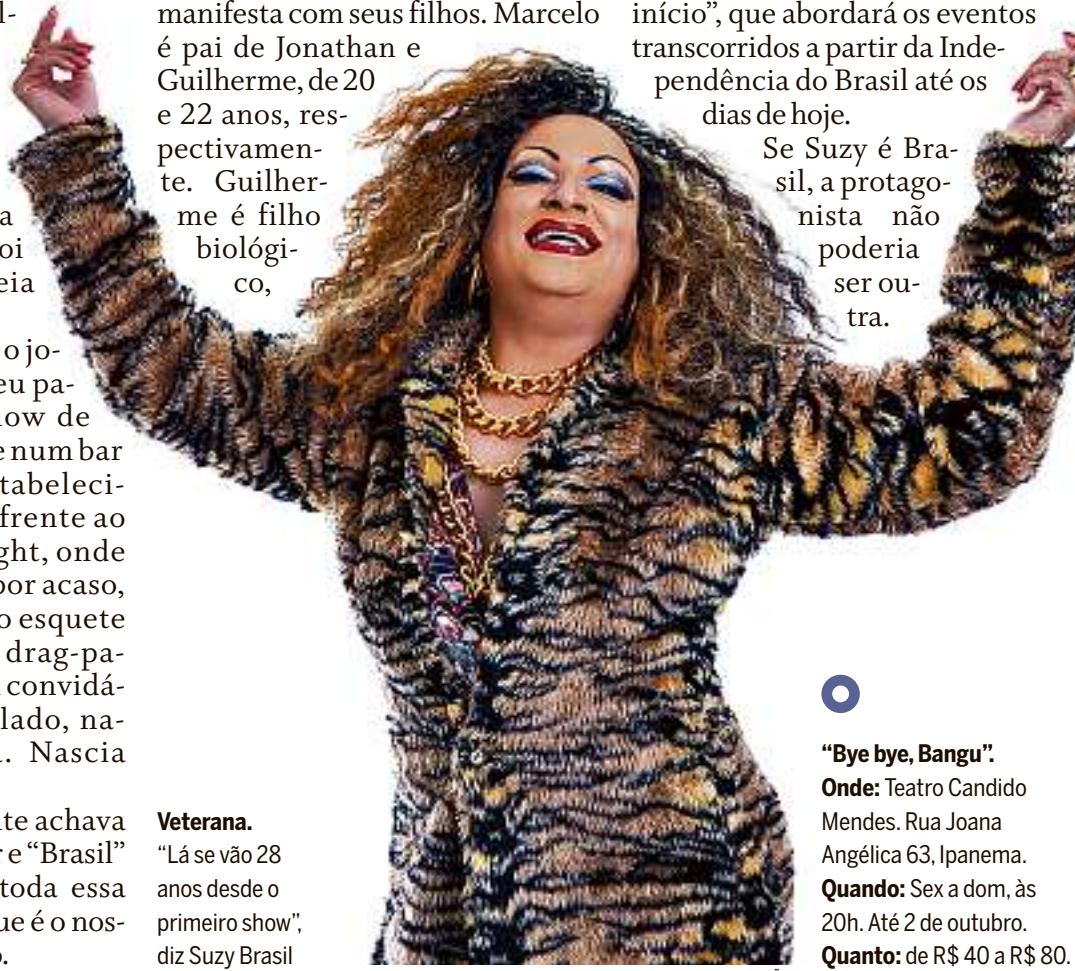 l-
a
oi
eia
o jo-
eu pa-
how de
e num bar
tabeleci-
frente ao
ght, onde
por acaso,
o esquete
drag-pa-
convidá-
lado, na-
a. Nascia
te achava
r e “Brasil”
toda essa
ue é o nos-
o.
manifesta com seus filhos. Marcelo
é pai de Jonathan e
Guilherme, de 20
e 22 anos, res-
pectivamen-
te. Guilher-
me é filho
biológi-
co,
Veterana.
“Lá se vão 28
anos desde o
primeiro show”,
diz Suzy Brasil
início”, que abordará os eventos
transcorridos a partir da Inde-
pendência do Brasil até os
dias de hoje.
Se Suzy é Bra-
sil, a protago-
nista não
poderia
ser ou-
tra.
“Bye bye, Bangu”.
Onde: Teatro Candido
Mendes. Rua Joana
Angélica 63, Ipanema.
Quando: Sex a dom, às
20h. Até 2 de outubro.
Quanto: de R$ 40 a R$ 80.